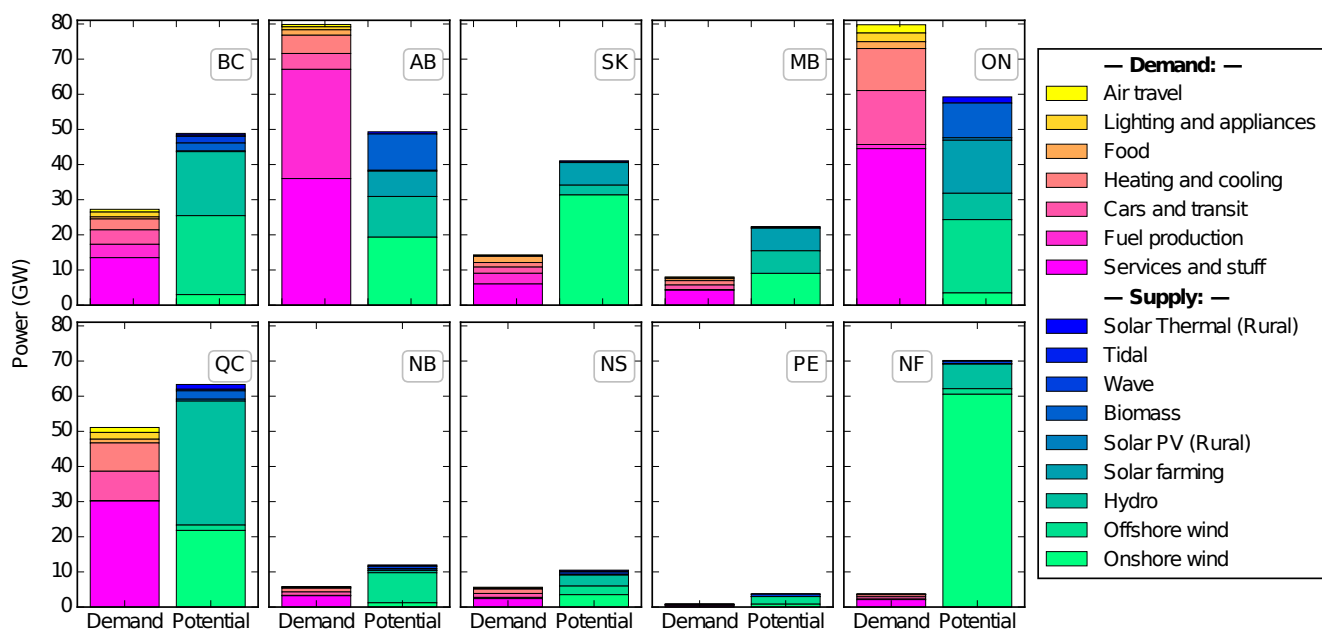 80
70
60
50
40
30
20
10
0
BC
AB
SK
MB
ON
Power (GW)
80
70
60
50
40
30
20
10
0
QC
NB
NS
PE
NF
Demand Potential
Demand Potential
Demand Potential
Demand Potential
Demand Potential
— Demand: —
Air travel
Lighting and appliances
Food
Heating and cooling
Cars and transit
Fuel production
Services and stuff
— Supply: —
Solar Thermal (Rural)
Tidal
Wave
Biomass
Solar PV (Rural)
Solar farming
Hydro
Offshore wind
Onshore wind